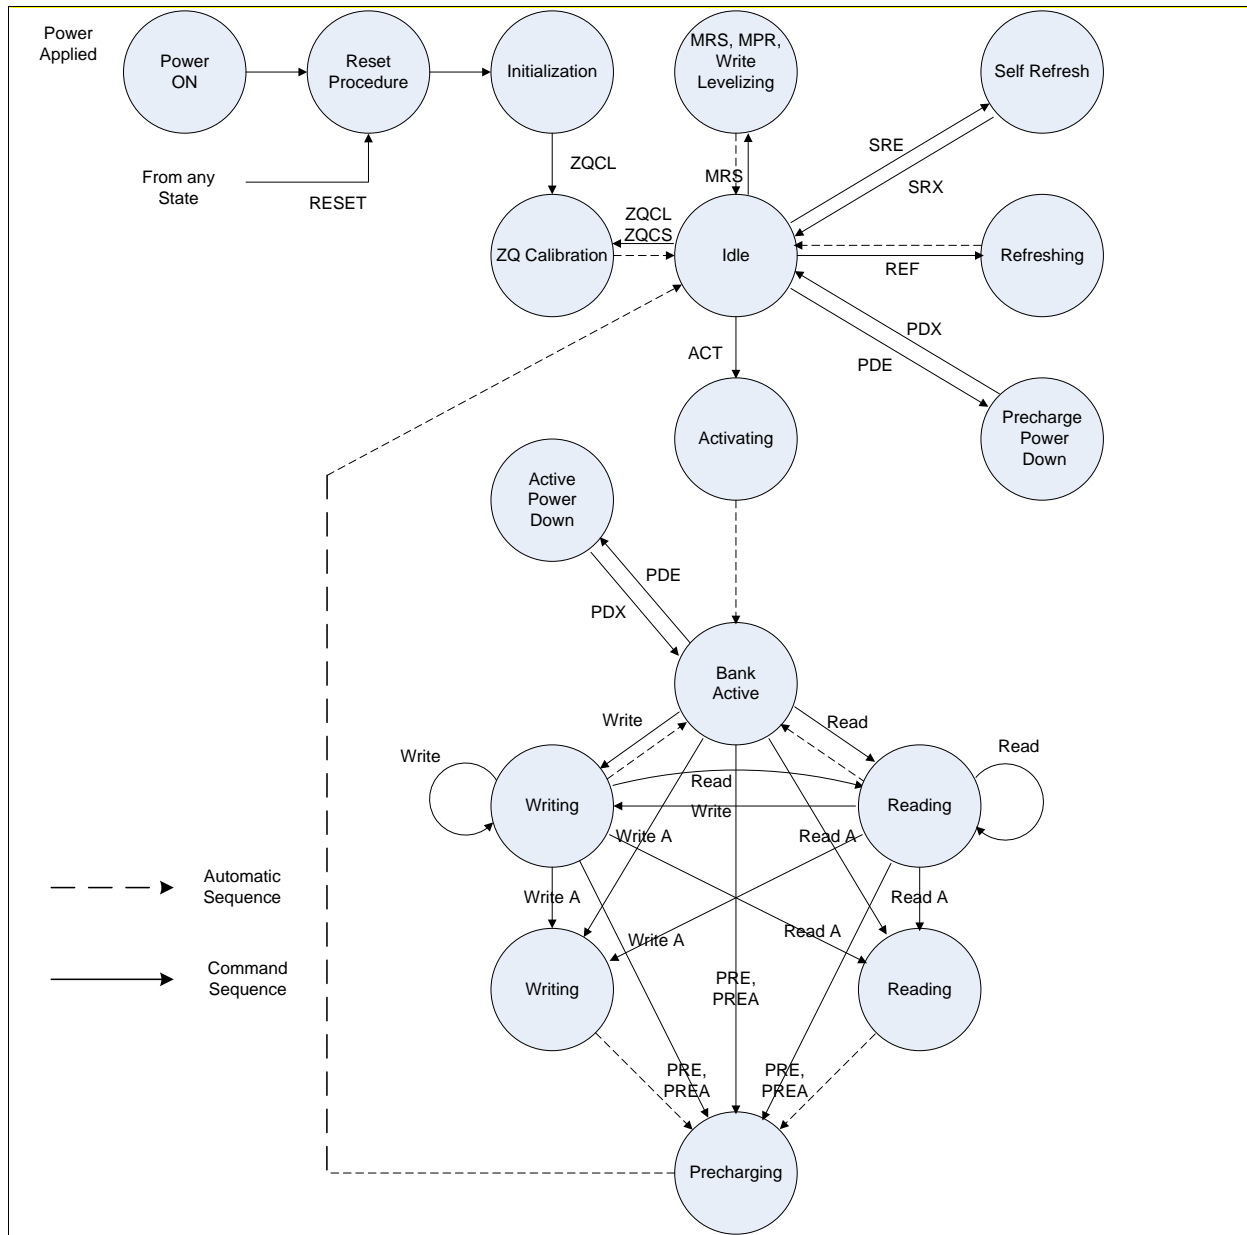 Power
Applied
Power
ON
Reset
Procedure
Initialization
MRS, MPR,
Write
Levelizing
Self Refresh
From any
State
RESET
ZQCL
MRS
SRE
SRX
ZQCL
ZQCS
ZQ Calibration
Idle
REF
Refreshing
ACT
PDX
PDE
Activating
Precharge
Power
Down
Active
Power
Down
PDE
PDX
Bank
Active
Write
Read
Write
Read
Writing
Read
Write
Reading
Write A
Read A
Write A
Read A
Write A
Read A
Automatic
Sequence
Command
Sequence
Writing
PRE,
PREA
Reading
PRE,
PREA
PRE,
PREA
Precharging